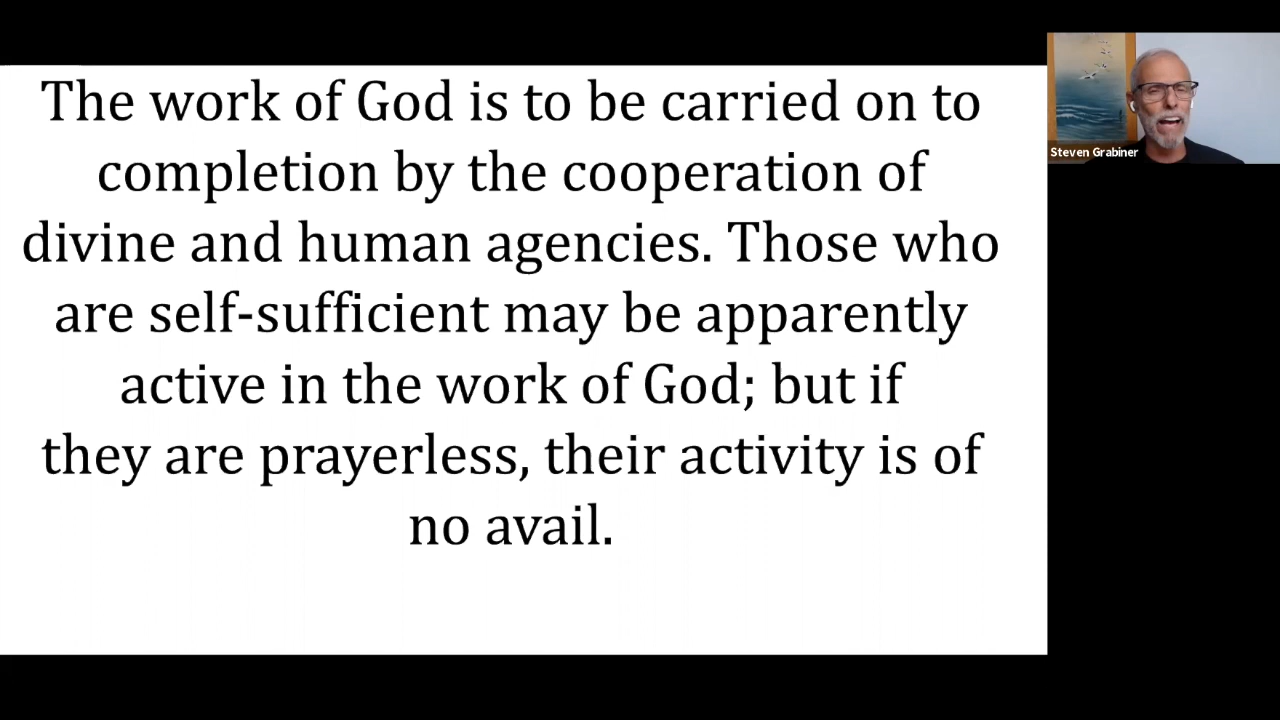 The work of God is to be carried on to
completion by the cooperation of
divine and human agencies. Those who
are self-sufficient may be apparently
active in the work of God; but if
they are prayerless, their activity is of
no avail.
Steven Grabiner